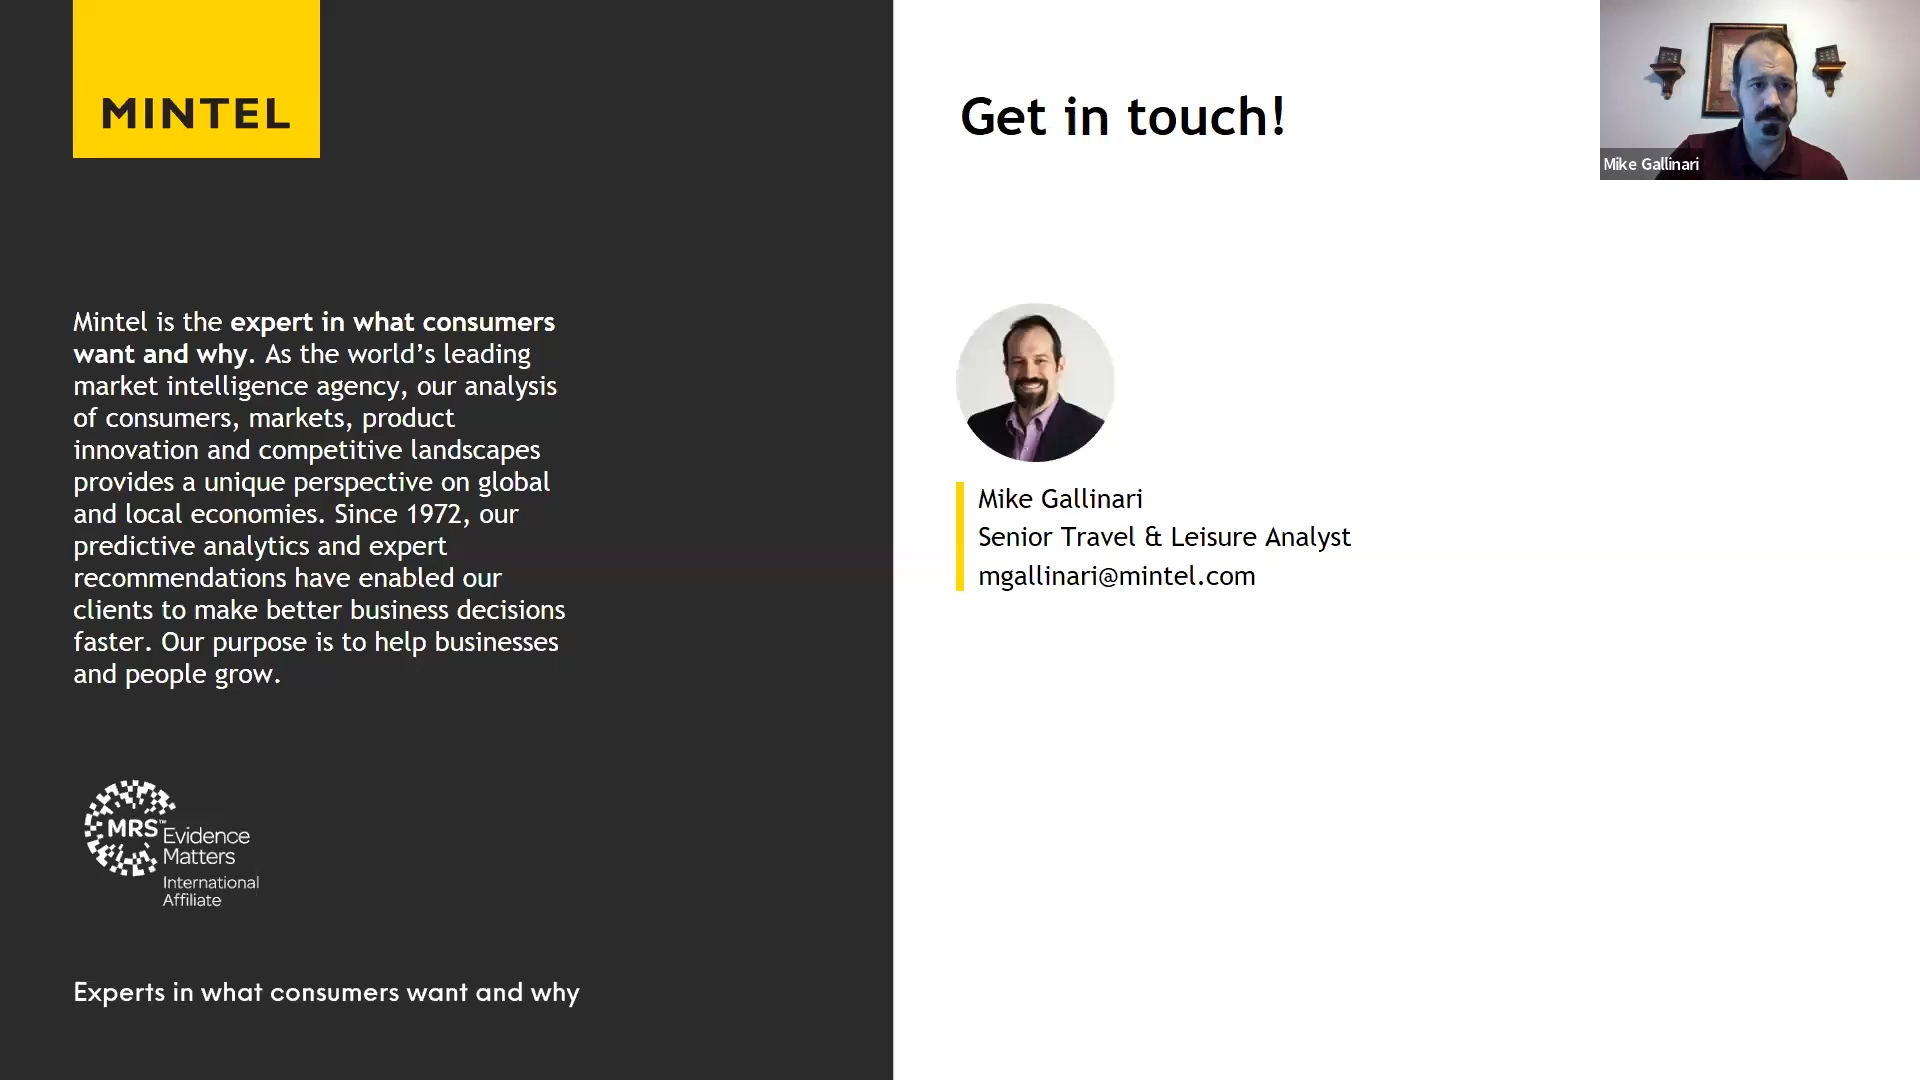 MINTEL
Mintel is the expert in what consumers
want and why. As the world’s leading
market intelligence agency, our analysis
of consumers, markets, product
innovation and competitive landscapes
provides a unique perspective on global
and local economies. Since 1972, our
predictive analytics and expert
recommendations have enabled our
clients to make better business decisions
faster. Our purpose is to help businesses
and people grow.
MRS™
Evidence
Matters
International
Affiliate
Experts in what consumers want and why
Get in touch!
Mike Gallinari
Senior Travel & Leisure Analyst
mgallinari@mintel.com
Mike Gallinari